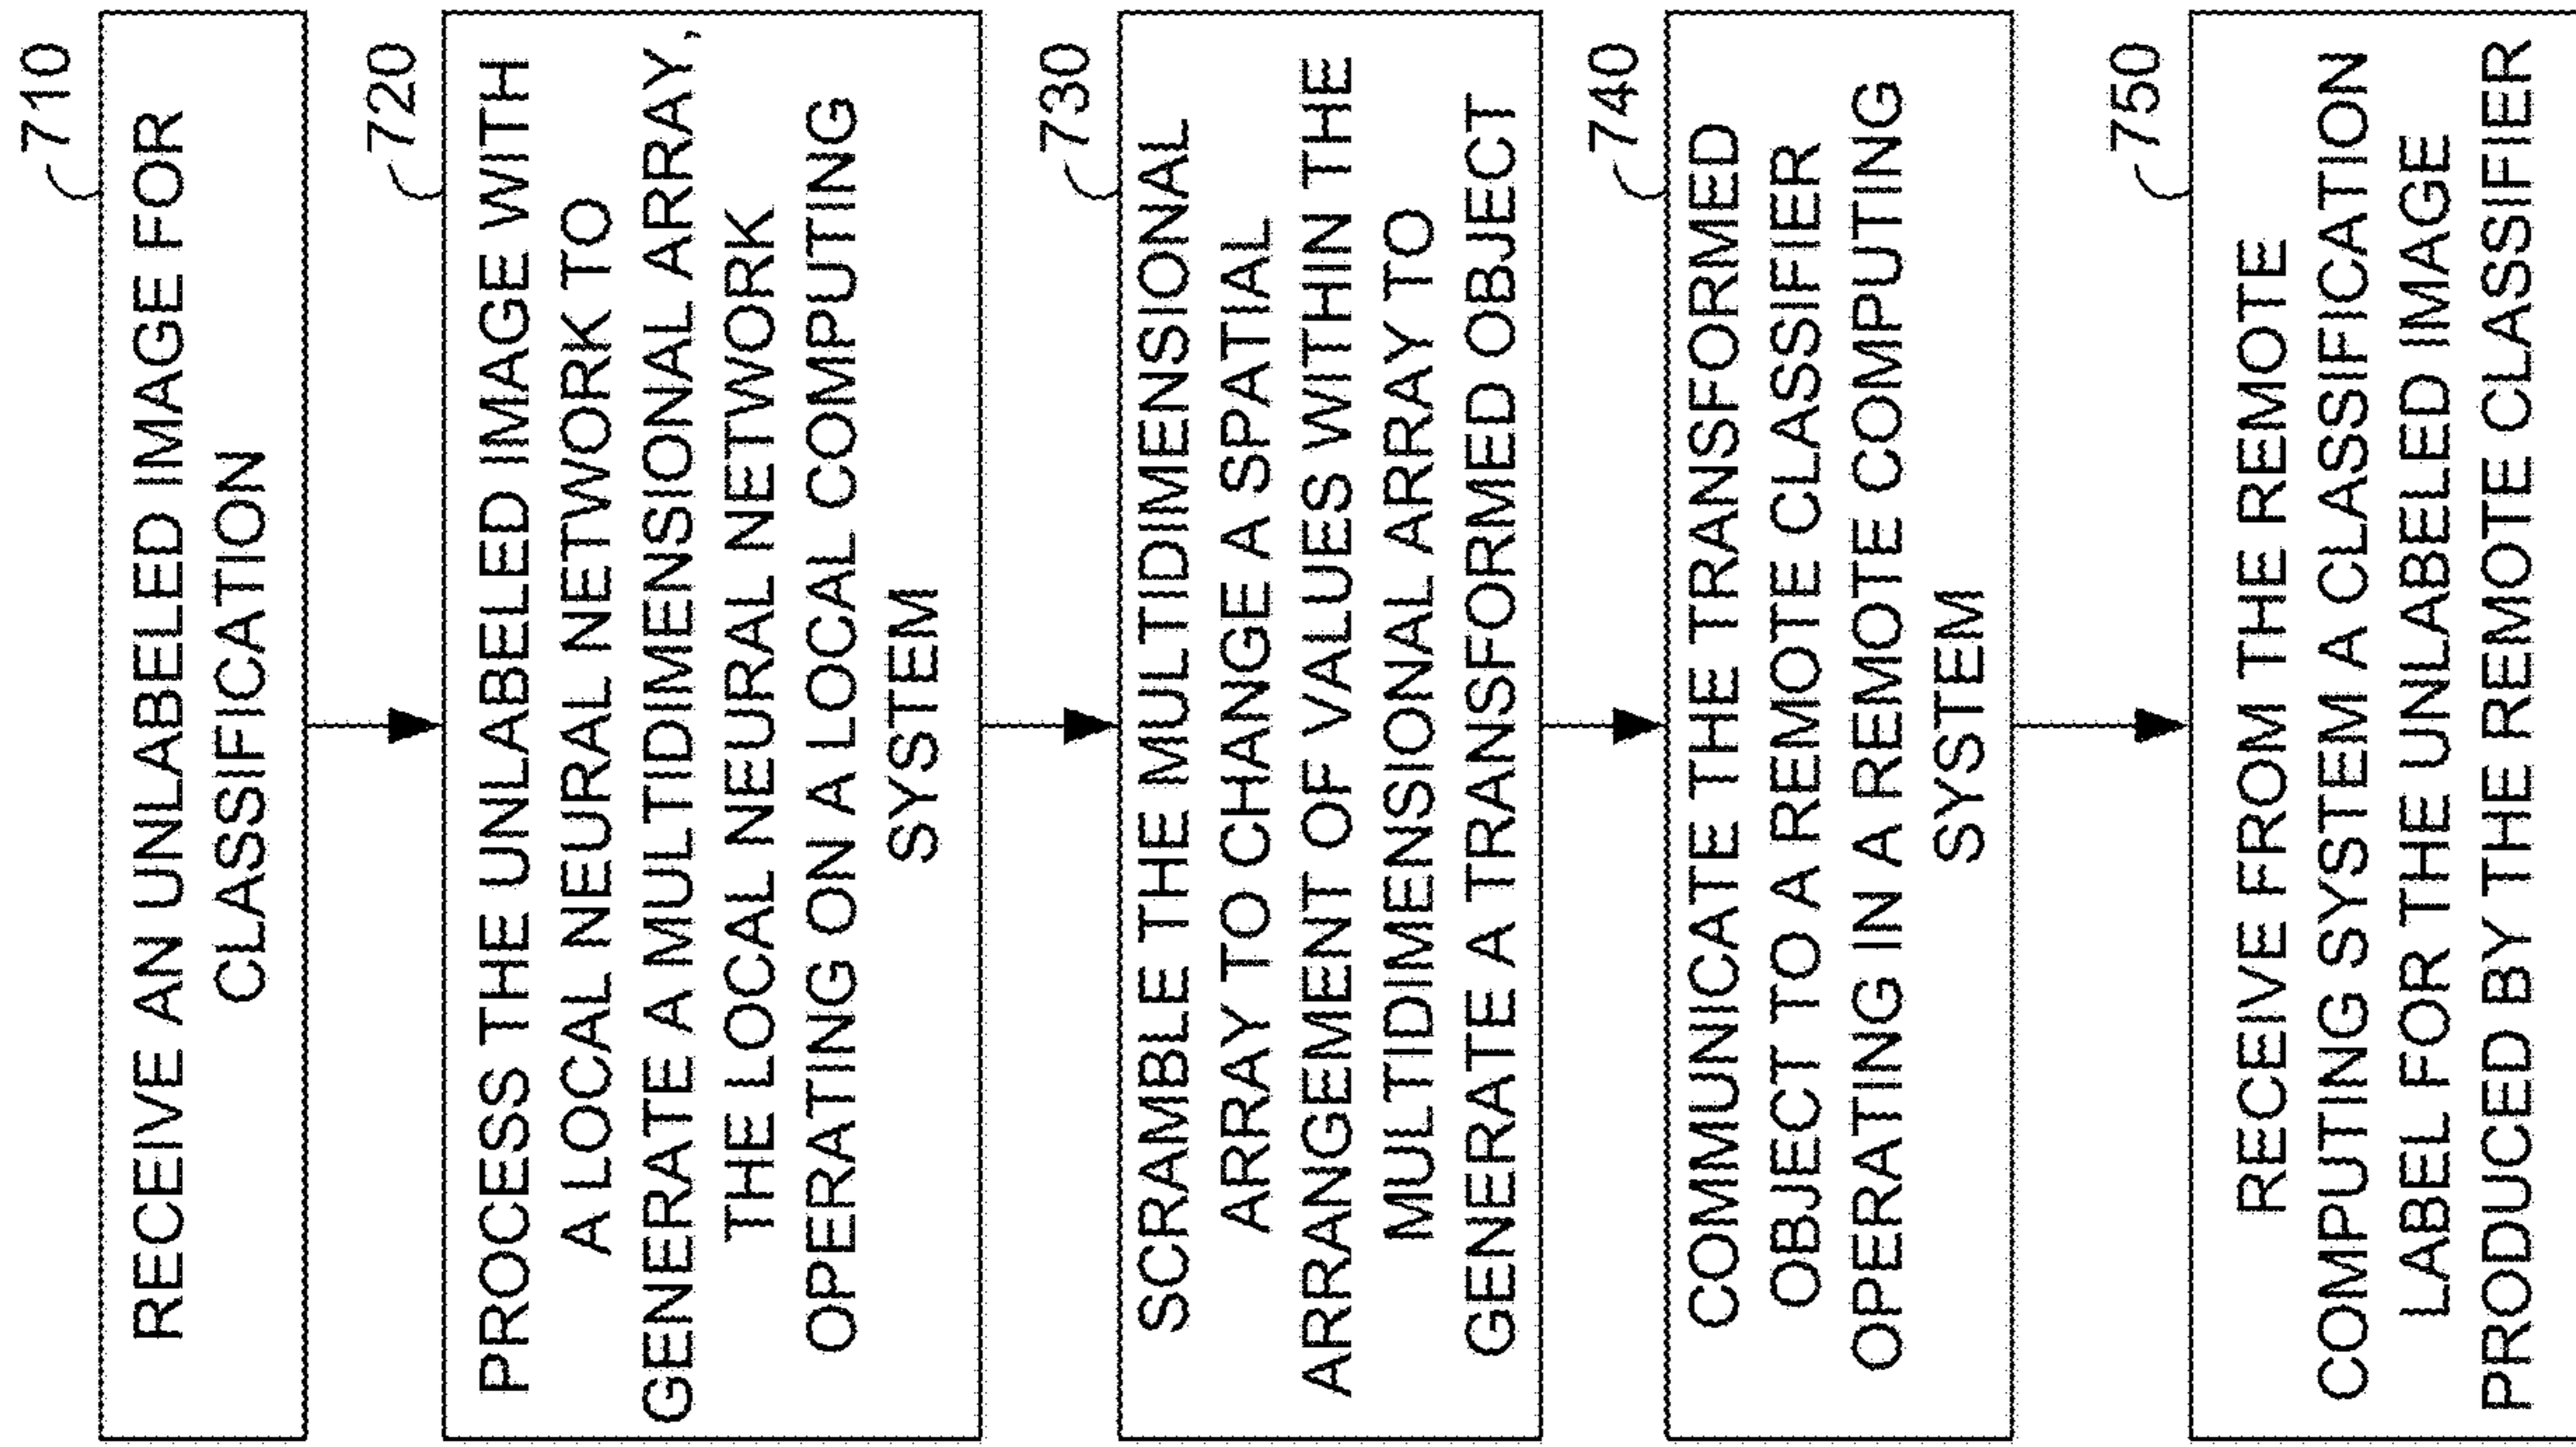 710
RECEIVE AN UNLABELED IMAGE FOR
CLASSIFICATION
720
PROCESS THE UNLABELED IMAGE WITH
A LOCAL NEURAL NETWORK TO
GENERATE A MULTIDIMENSIONAL ARRAY,
THE LOCAL NEURAL NETWORK
OPERATING ON A LOCAL COMPUTING
SYSTEM
730
SCRAMBLE THE MULTIDIMENSIONAL
ARRAY TO CHANGE A SPATIAL
ARRANGEMENT OF VALUES WITHIN THE
MULTIDIMENSIONAL ARRAY TO
GENERATE A TRANSFORMED OBJECT
740
COMMUNICATE THE TRANSFORMED
OBJECT TO A REMOTE CLASSIFIER
OPERATING IN A REMOTE COMPUTING
SYSTEM
750
RECEIVE FROM THE REMOTE
COMPUTING SYSTEM A CLASSIFICATION
LABEL FOR THE UNLABELED IMAGE
PRODUCED BY THE REMOTE CLASSIFIER